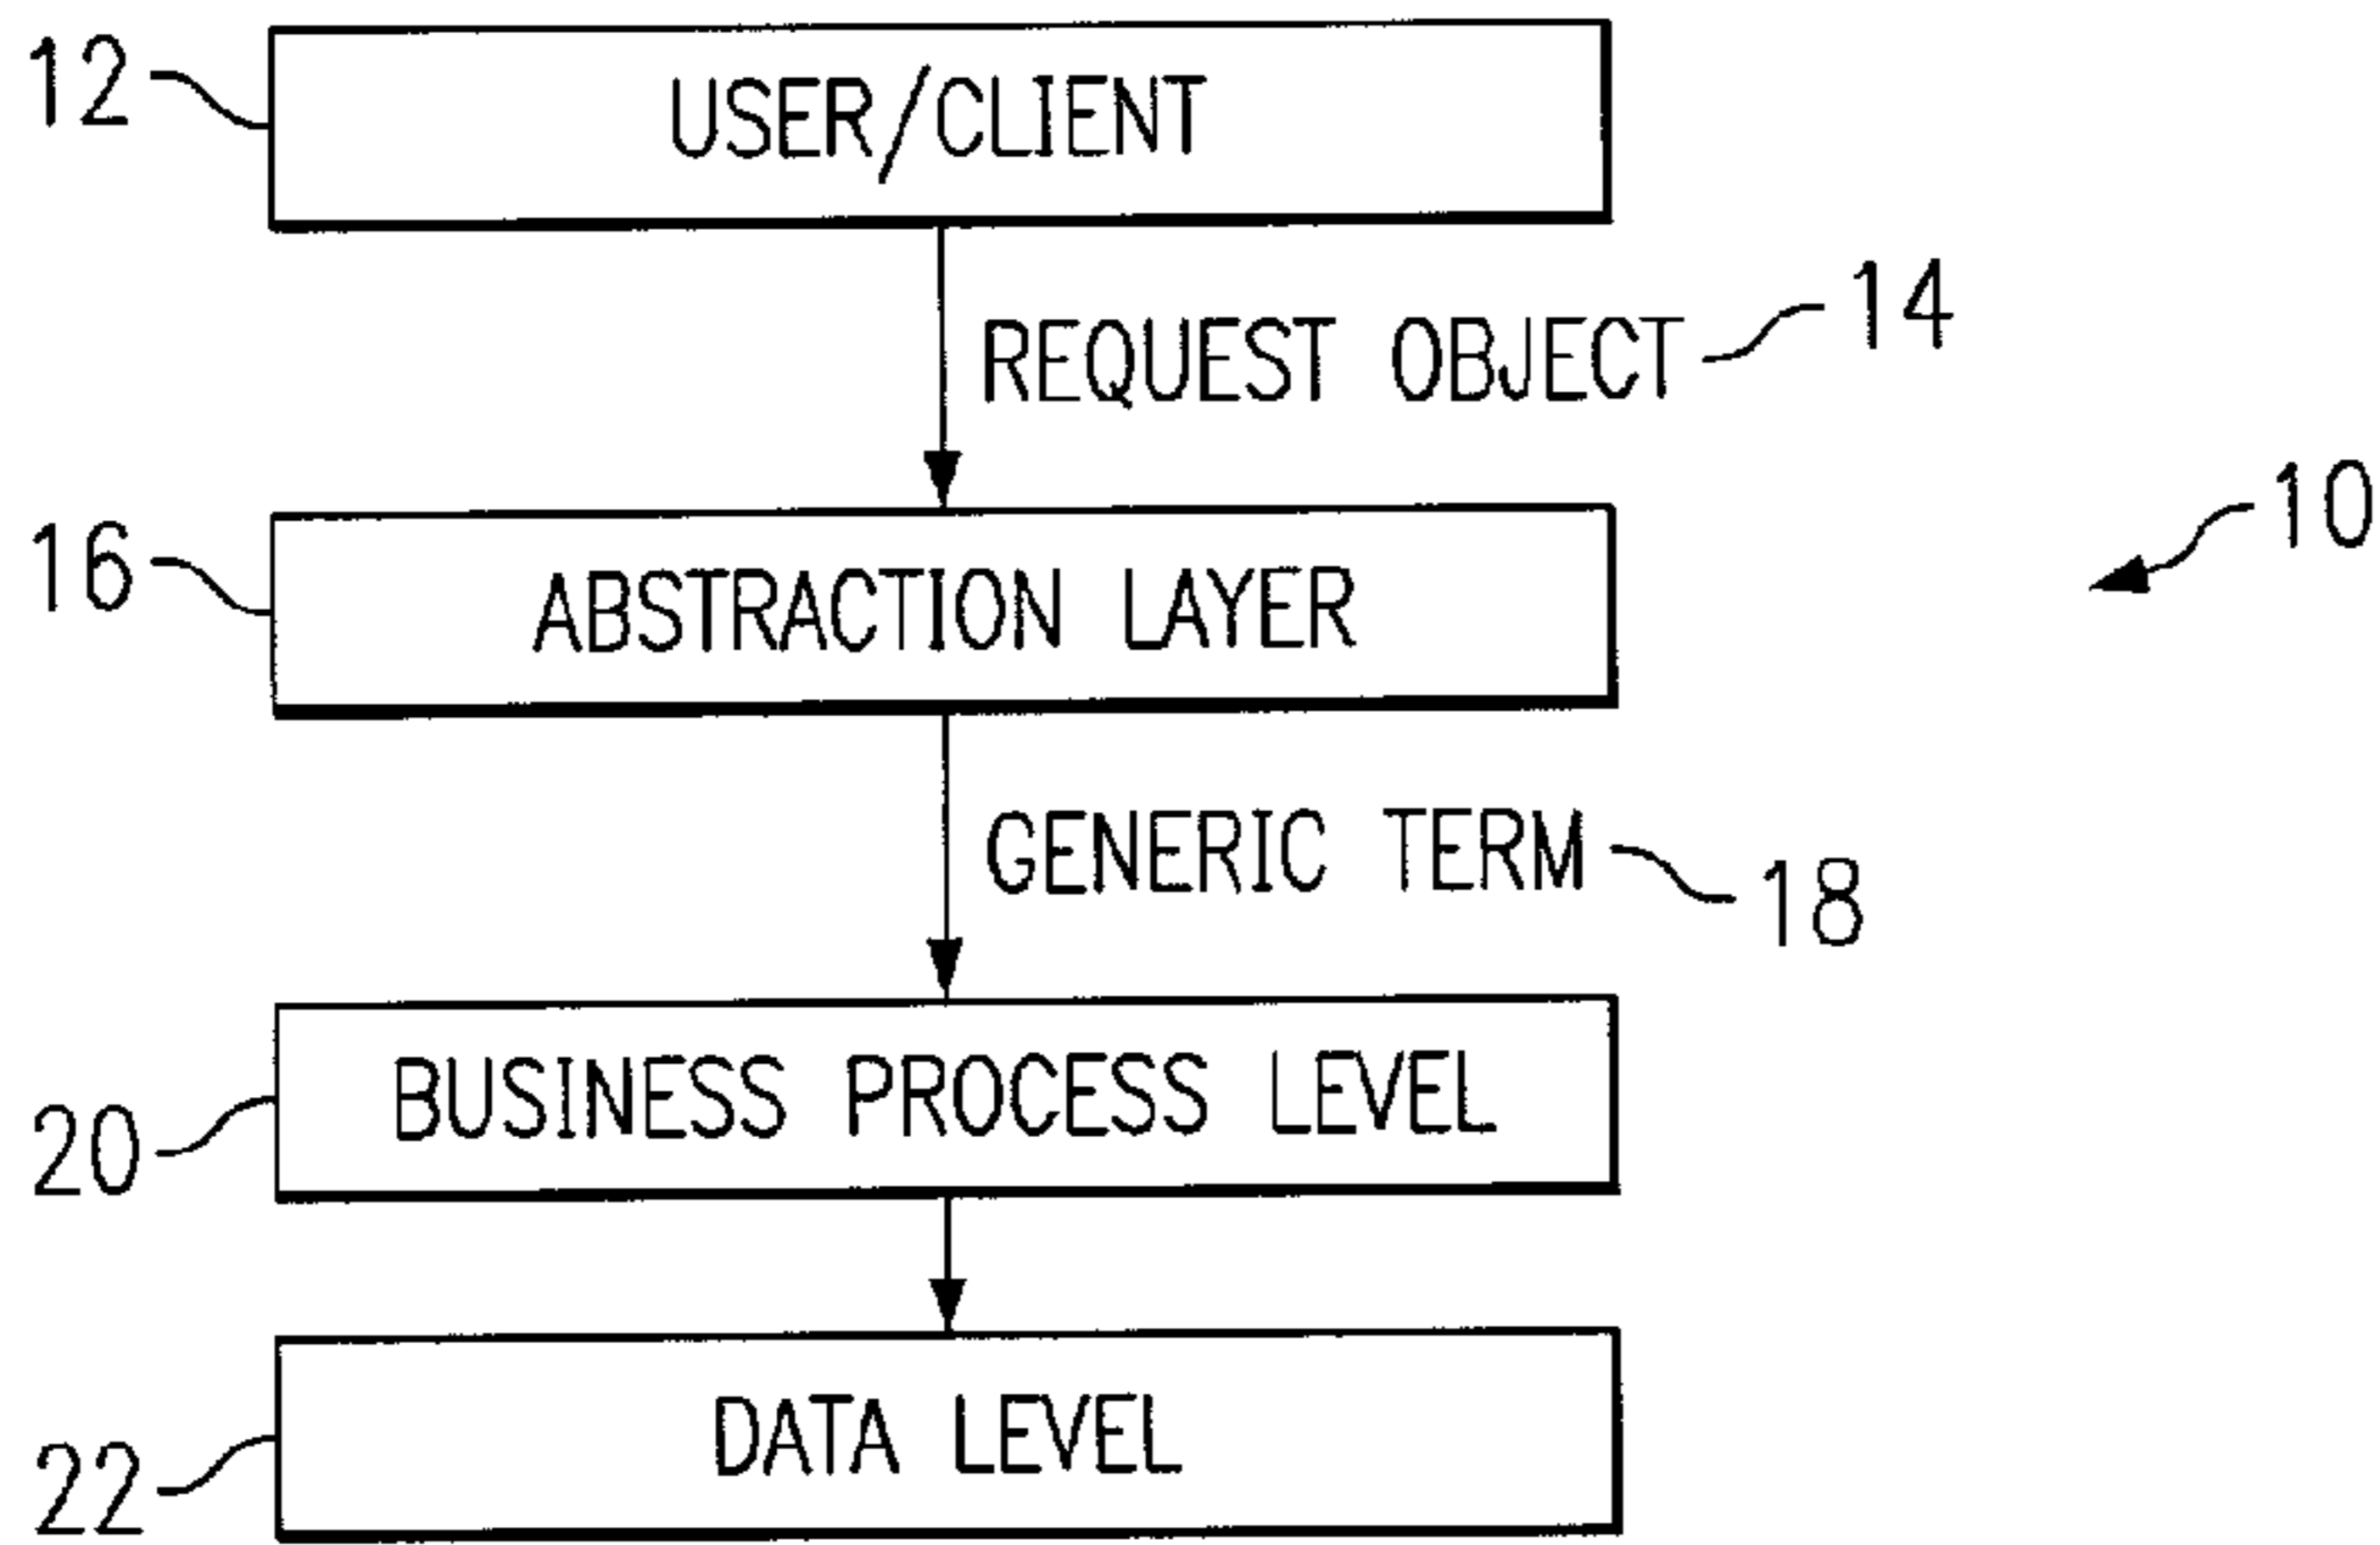 12 USER/CLIENT
REQUEST OBJECT 14
10
16 ABSTRACTION LAYER
GENERIC TERM 18
20 BUSINESS PROCESS LEVEL
22 DATA LEVEL